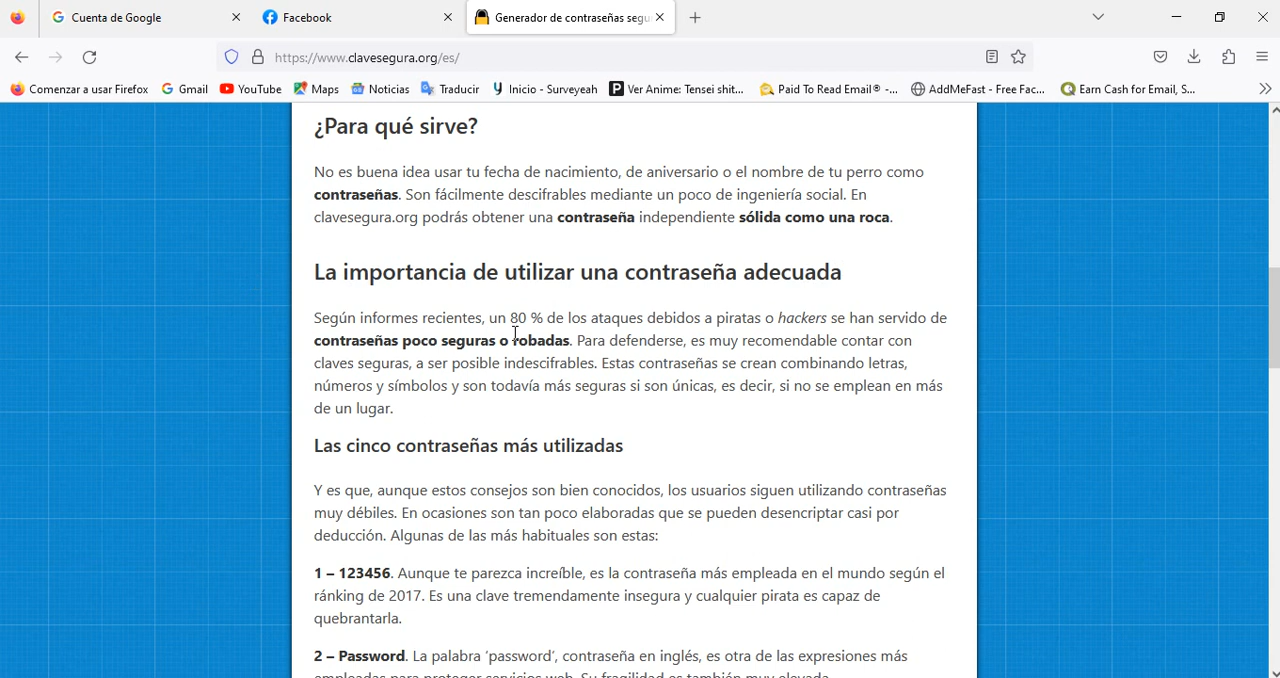 Cuenta de Google
Facebook
Generador de contraseñas segu
https://www.clavesegura.org/es/
Comenzar a usar Firefox
Gmail
YouTube
Maps
Noticias
Traducir
Inicio - Surveyeah
Ver Anime: Tensei shit...
Paid To Read Email® -...
AddMeFast - Free Fac...
Earn Cash for Email, S...
¿Para qué sirve?
No es buena idea usar tu fecha de nacimiento, de aniversario o el nombre de tu perro como
contraseñas. Son fácilmente descifrables mediante un poco de ingeniería social. En
clavesegura.org podrás obtener una contraseña independiente sólida como una roca.
La importancia de utilizar una contraseña adecuada
Según informes recientes, un 80 % de los ataques debidos a piratas o hackers se han servido de
contraseñas poco seguras o robadas. Para defenderse, es muy recomendable contar con
claves seguras, a ser posible indescifrables. Estas contraseñas se crean combinando letras,
números y símbolos y son todavía más seguras si son únicas, es decir, si no se emplean en más
de un lugar.
Las cinco contraseñas más utilizadas
Y es que, aunque estos consejos son bien conocidos, los usuarios siguen utilizando contraseñas
muy débiles. En ocasiones son tan poco elaboradas que se pueden desencriptar casi por
deducción. Algunas de las más habituales son estas:
1 – 123456. Aunque te parezca increíble, es la contraseña más empleada en el mundo según el
ránking de 2017. Es una clave tremendamente insegura y cualquier pirata es capaz de
quebrantarla.
2 – Password. La palabra ‘password’, contraseña en inglés, es otra de las expresiones más
empleadas para proteger servicios web. Su fragilidad es también muy elevada.